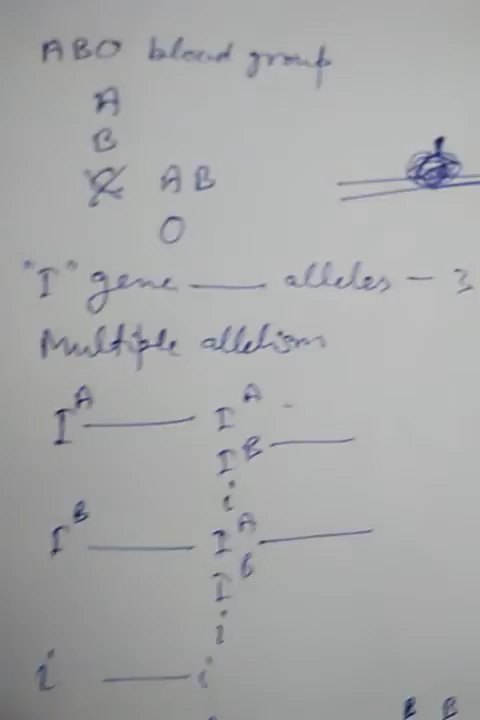 ABO blood group
A
B
AB
O
"I" gene —— alleles - 3
Multiple allelism
I^A —— I^A -
I^B ——
i
I^B —— I^A ——
I^B
i
i —— i